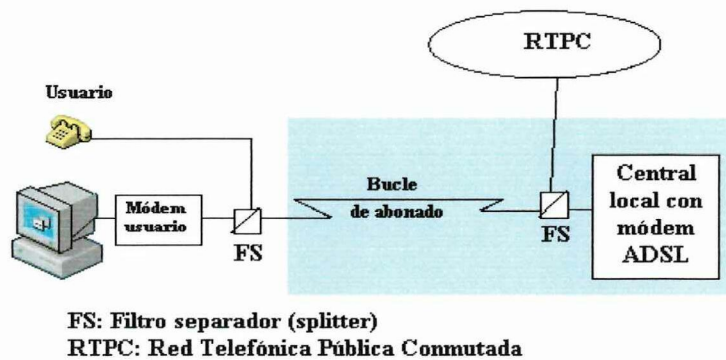 RTPC
Usuario
Bucle
de abonado
Módem
usuario
FS
FS
Central
local con
módem
ADSL
FS: Filtro separador (splitter)
RTPC: Red Telefónica Pública Conmutada